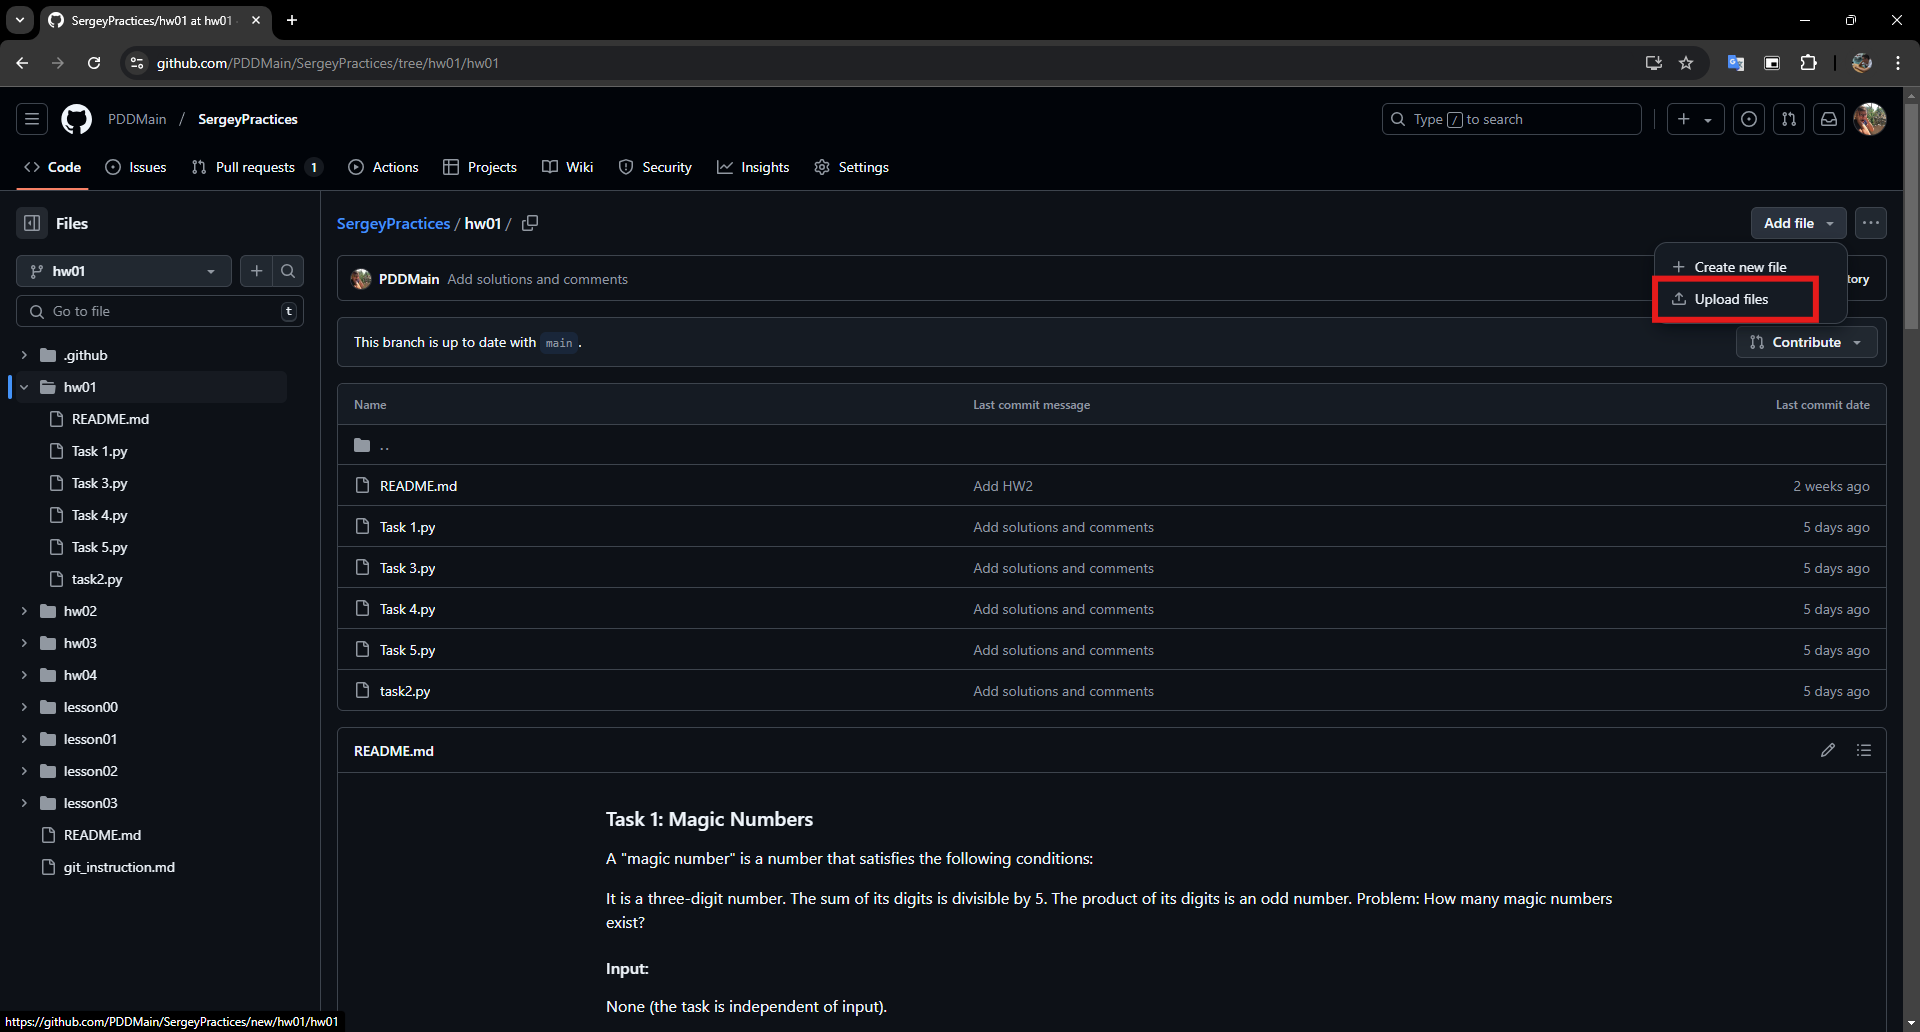 SergeyPractices/hw01 at hw01
github.com/PDDMain/SergeyPractices/tree/hw01/hw01
PDDMain / SergeyPractices
Type / to search
Code
Issues
Pull requests 1
Actions
Projects
Wiki
Security
Insights
Settings
Files
hw01
Go to file
t
.github
hw01
README.md
Task 1.py
Task 3.py
Task 4.py
Task 5.py
task2.py
hw02
hw03
hw04
lesson00
lesson01
lesson02
lesson03
README.md
git_instruction.md
SergeyPractices / hw01 /
Add file
Create new file
Upload files
PDDMain Add solutions and comments
tory
This branch is up to date with main .
Contribute
Name Last commit message Last commit date
..
README.md Add HW2 2 weeks ago
Task 1.py Add solutions and comments 5 days ago
Task 3.py Add solutions and comments 5 days ago
Task 4.py Add solutions and comments 5 days ago
Task 5.py Add solutions and comments 5 days ago
task2.py Add solutions and comments 5 days ago
README.md
Task 1: Magic Numbers
A "magic number" is a number that satisfies the following conditions:
It is a three-digit number. The sum of its digits is divisible by 5. The product of its digits is an odd number. Problem: How many magic numbers
exist?
Input:
None (the task is independent of input).
https://github.com/PDDMain/SergeyPractices/new/hw01/hw01